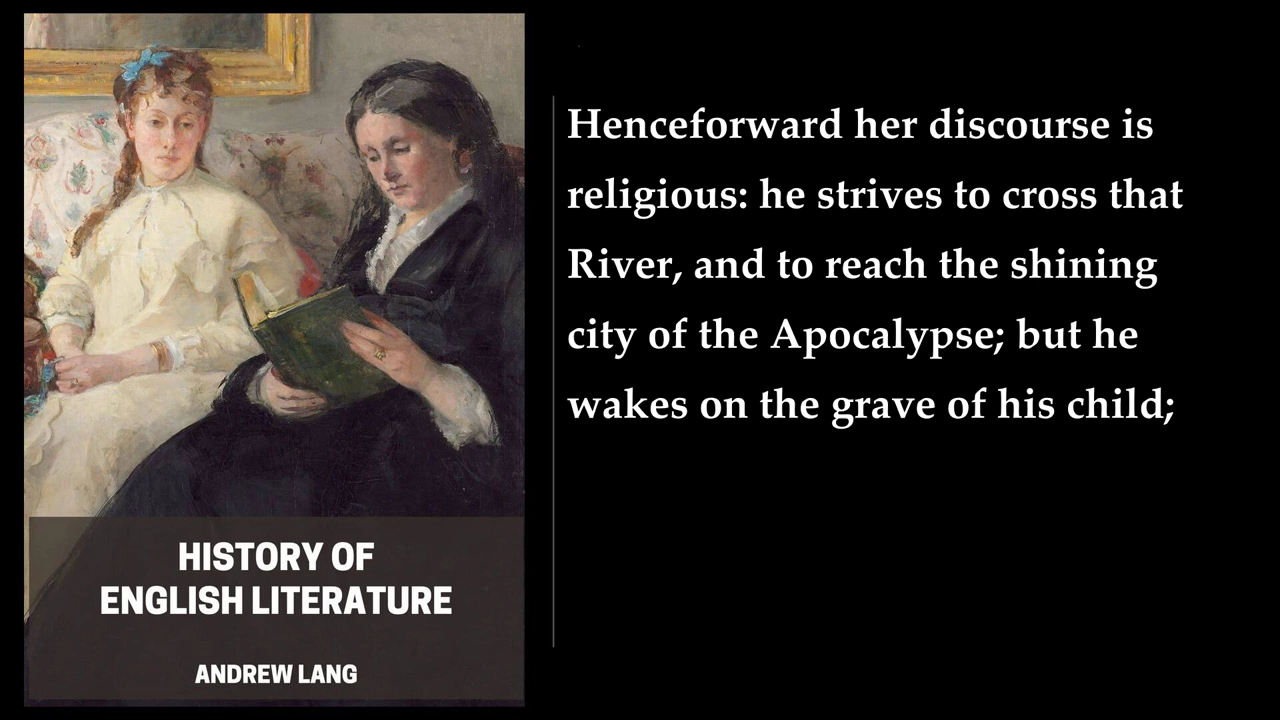 HISTORY OF
ENGLISH LITERATURE
ANDREW LANG
Henceforward her discourse is
religious: he strives to cross that
River, and to reach the shining
city of the Apocalypse; but he
wakes on the grave of his child;